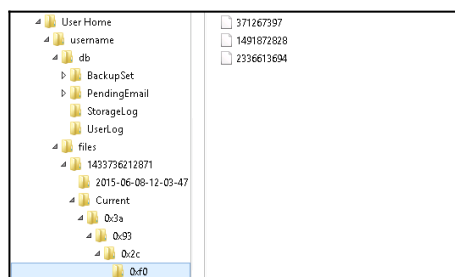 User Home
username
db
BackupSet
PendingEmail
StorageLog
UserLog
files
1433736212871
2015-06-08-12-03-47
Current
0x3a
0x93
0x2c
0xf0
371267397
1491872828
2336613694